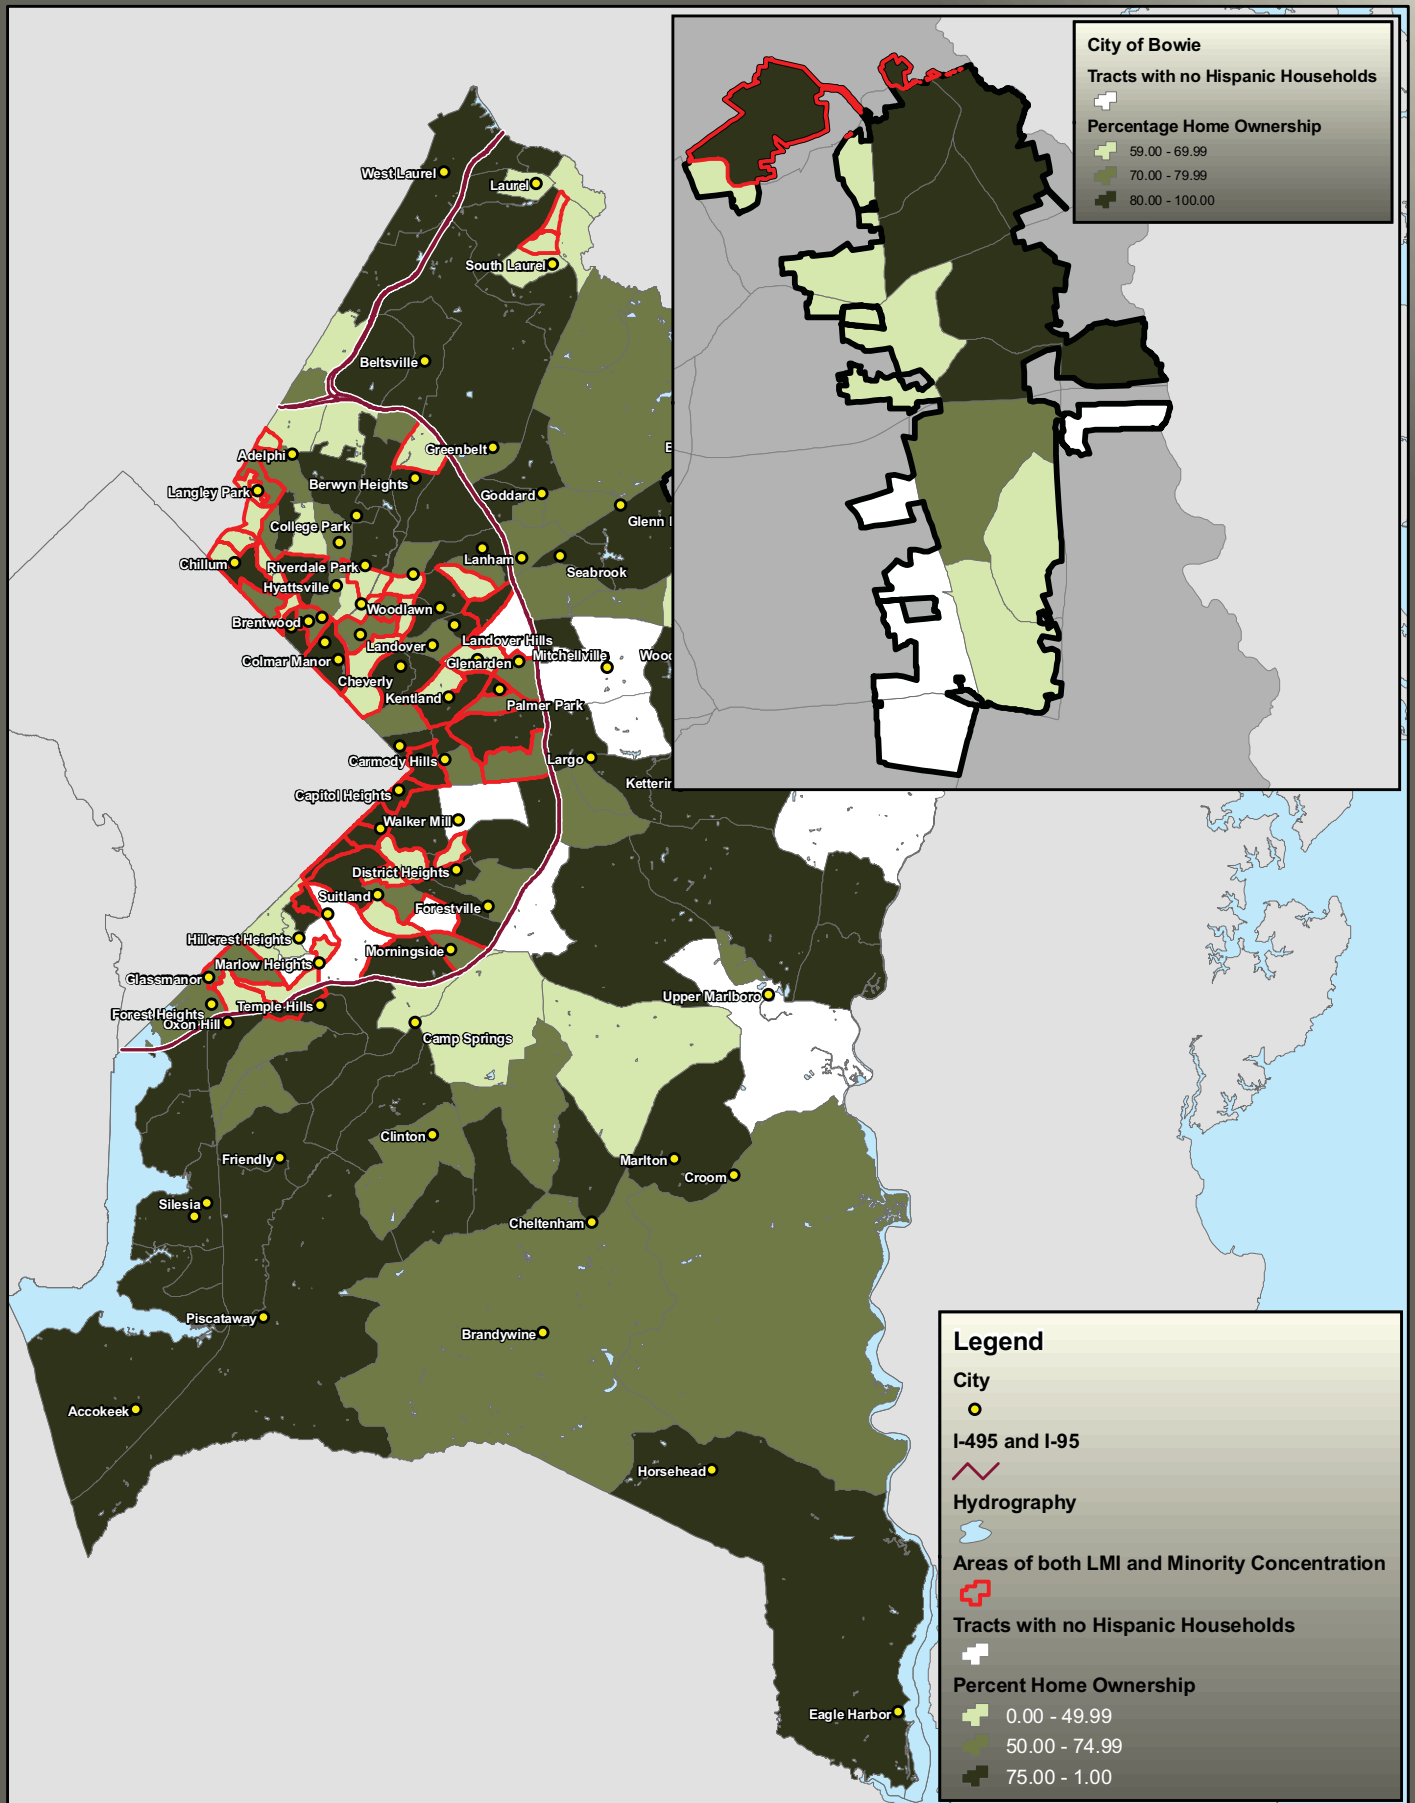 City of Bowie
Tracts with no Hispanic Households
Percentage Home Ownership
59.00 - 69.99
70.00 - 79.99
80.00 - 100.00
West Laurel
Laurel
South Laurel
Beltsville
Greenbelt
Adelphi
Berwyn Heights
Langley Park
Goddard
Glenn
College Park
Lanham
Chillum
Riverdale Park
Seabrook
Hyattsville
Woodlawn
Brentwood
Landover Hills
Landover
Mitchellville
Wood
Colmar Manor
Glenarden
Cheverly
Kentland
Palmer Park
Carmody Hills
Largo
Ketterin
Capitol Heights
Walker Mill
District Heights
Suitland
Forestville
Hillcrest Heights
Morningside
Marlow Heights
Glassmanor
Upper Marlboro
Temple Hills
Forest Heights
Oxon Hill
Camp Springs
Clinton
Friendly
Marlton
Croom
Silesia
Cheltenham
Piscataway
Brandywine
Accokeek
Horsehead
Eagle Harbor
Legend
City
I-495 and I-95
Hydrography
Areas of both LMI and Minority Concentration
Tracts with no Hispanic Households
Percent Home Ownership
0.00 - 49.99
50.00 - 74.99
75.00 - 1.00